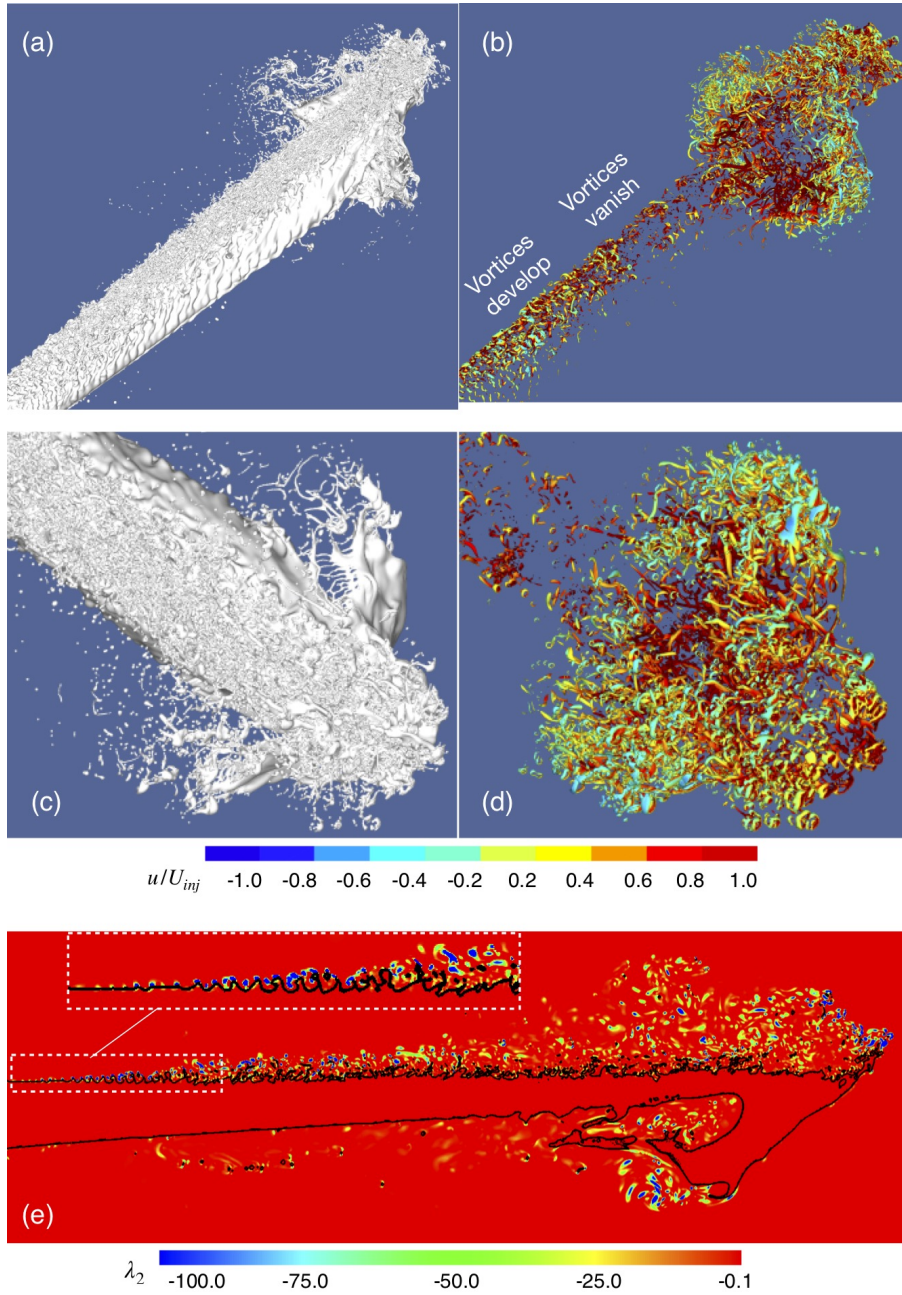 (a)
(b)
Vortices
vanish
Vortices
develop
(c)
(d)
u/U_inj
-1.0 -0.8 -0.6 -0.4 -0.2 0.2 0.4 0.6 0.8 1.0
(e)
λ₂
-100.0 -75.0 -50.0 -25.0 -0.1